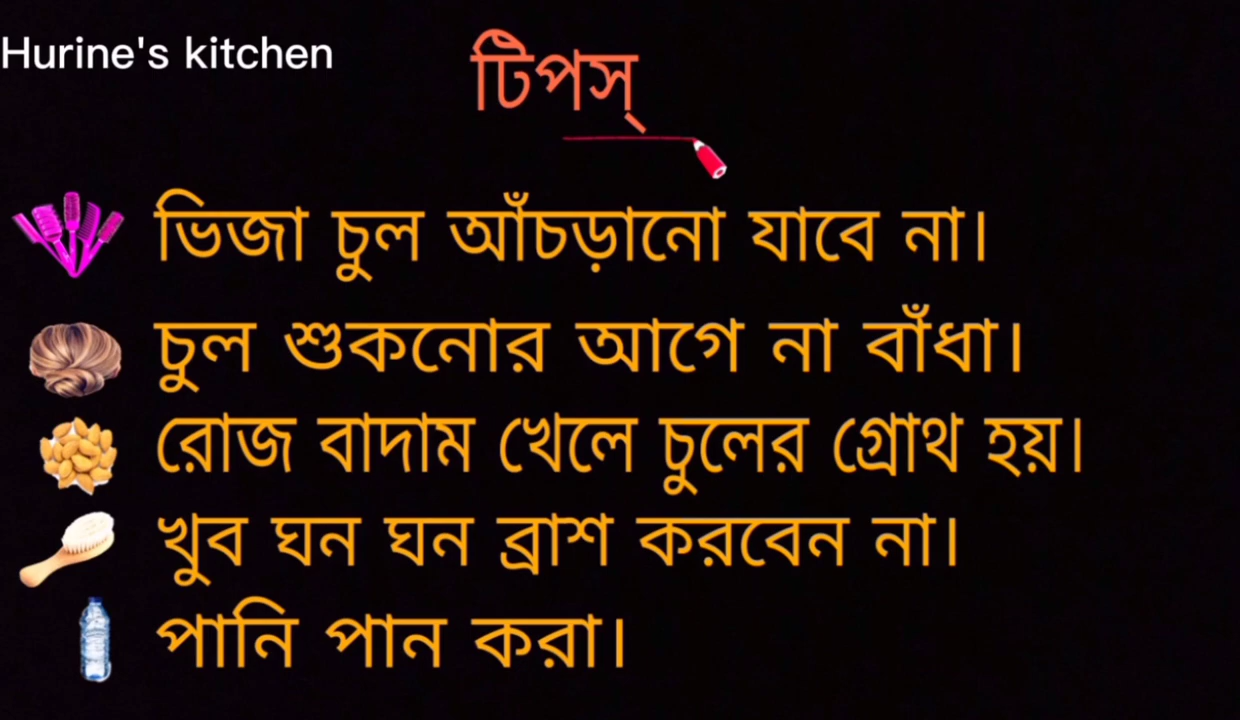 Hurine's kitchen
টিপস্
ভিজা চুল আঁচড়ানো যাবে না।
চুল শুকনোর আগে না বাঁধা।
রোজ বাদাম খেলে চুলের গ্রোথ হয়।
খুব ঘন ঘন ব্রাশ করবেন না।
পানি পান করা।